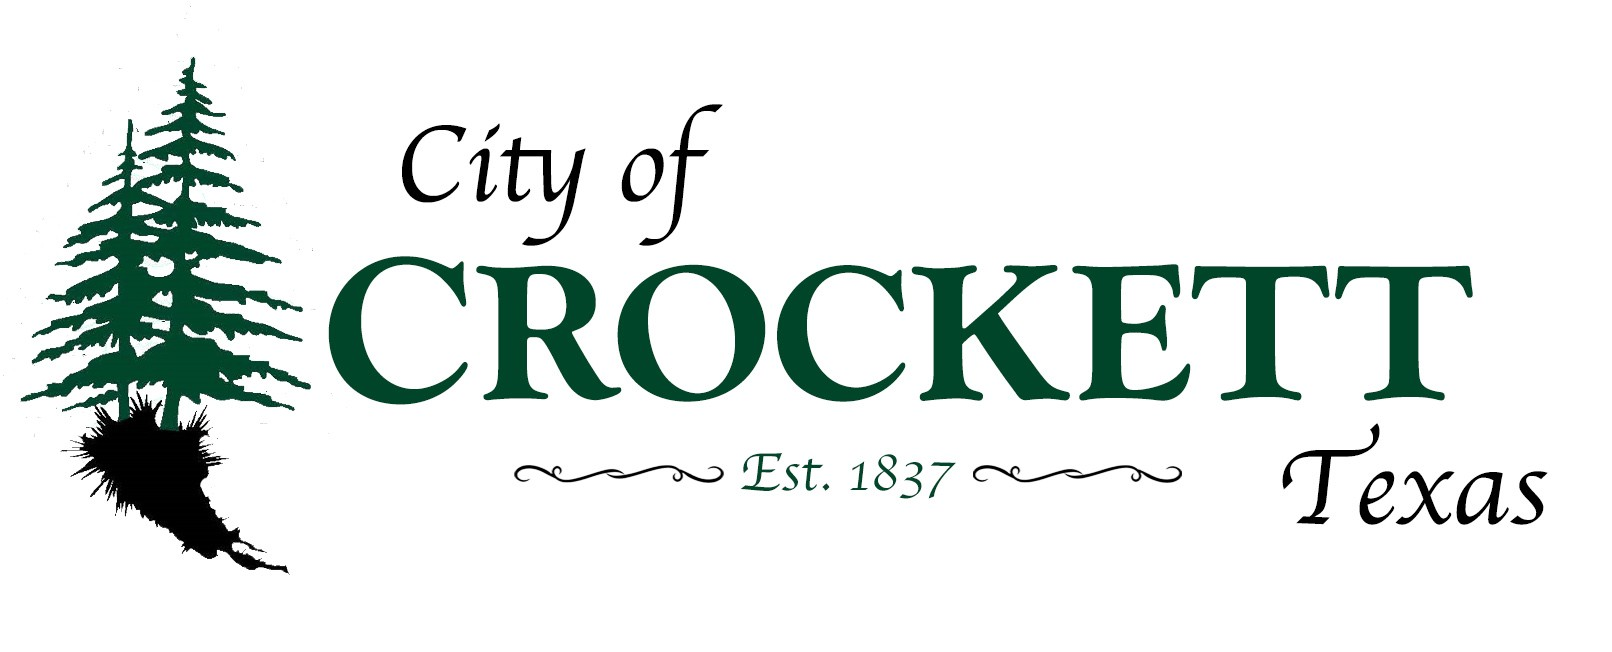 City of
CROCKETT
Est. 1837
Texas